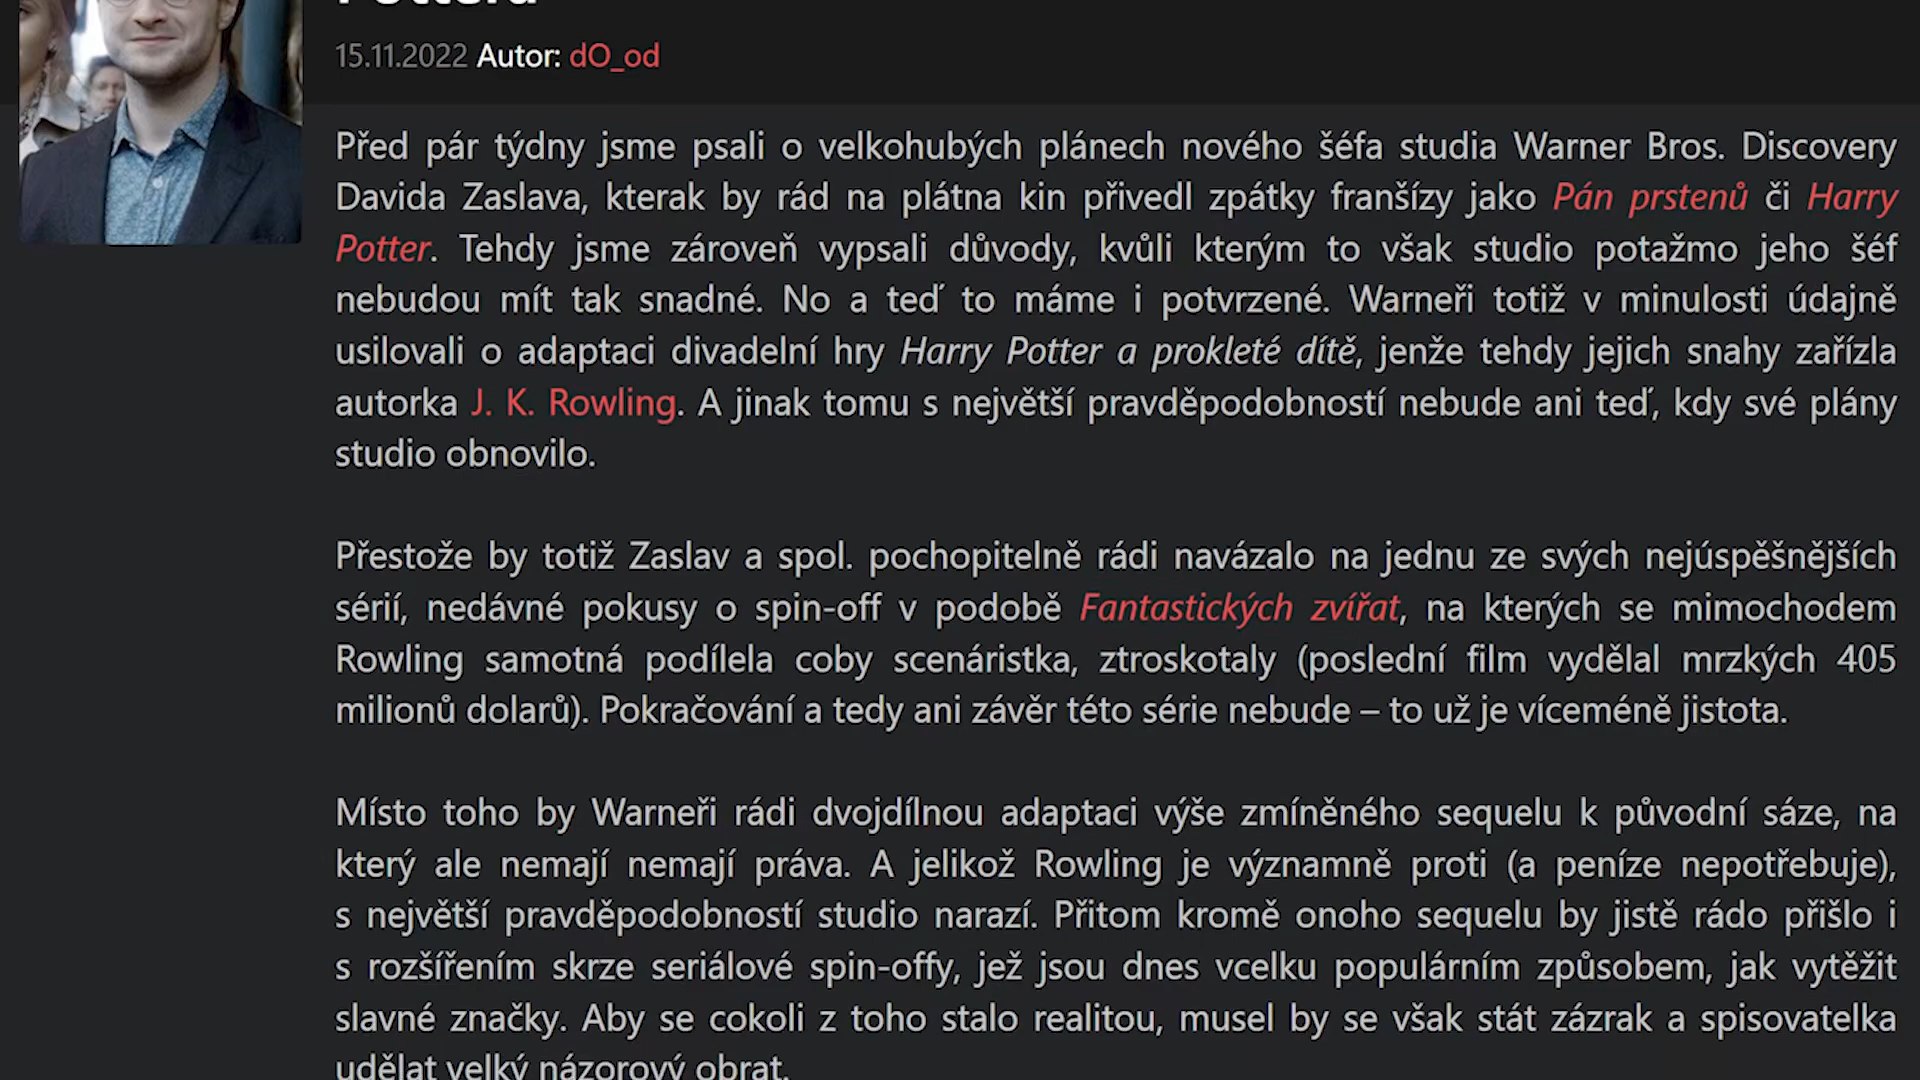 Potteru
15.11.2022 Autor: dO_od
Před pár týdny jsme psali o velkohubých plánech nového šéfa studia Warner Bros. Discovery
Davida Zaslava, kterak by rád na plátna kin přivedl zpátky franšízy jako Pán prstenů či Harry
Potter. Tehdy jsme zároveň vypsali důvody, kvůli kterým to však studio potažmo jeho šéf
nebudou mít tak snadné. No a teď to máme i potvrzené. Warneři totiž v minulosti údajně
usilovali o adaptaci divadelní hry Harry Potter a prokleté dítě, jenže tehdy jejich snahy zařízla
autorka J. K. Rowling. A jinak tomu s největší pravděpodobností nebude ani teď, kdy své plány
studio obnovilo.
Přestože by totiž Zaslav a spol. pochopitelně rádi navázalo na jednu ze svých nejúspěšnějších
sérií, nedávné pokusy o spin-off v podobě Fantastických zvířat, na kterých se mimochodem
Rowling samotná podílela coby scenáristka, ztroskotaly (poslední film vydělal mrzkých 405
milionů dolarů). Pokračování a tedy ani závěr této série nebude – to už je víceméně jistota.
Místo toho by Warneři rádi dvojdílnou adaptaci výše zmíněného sequelu k původní sáze, na
který ale nemají nemají práva. A jelikož Rowling je významně proti (a peníze nepotřebuje),
s největší pravděpodobností studio narazí. Přitom kromě onoho sequelu by jistě rádo přišlo i
s rozšířením skrze seriálové spin-offy, jež jsou dnes vcelku populárním způsobem, jak vytěžit
slavné značky. Aby se cokoli z toho stalo realitou, musel by se však stát zázrak a spisovatelka
udělat velký názorový obrat.